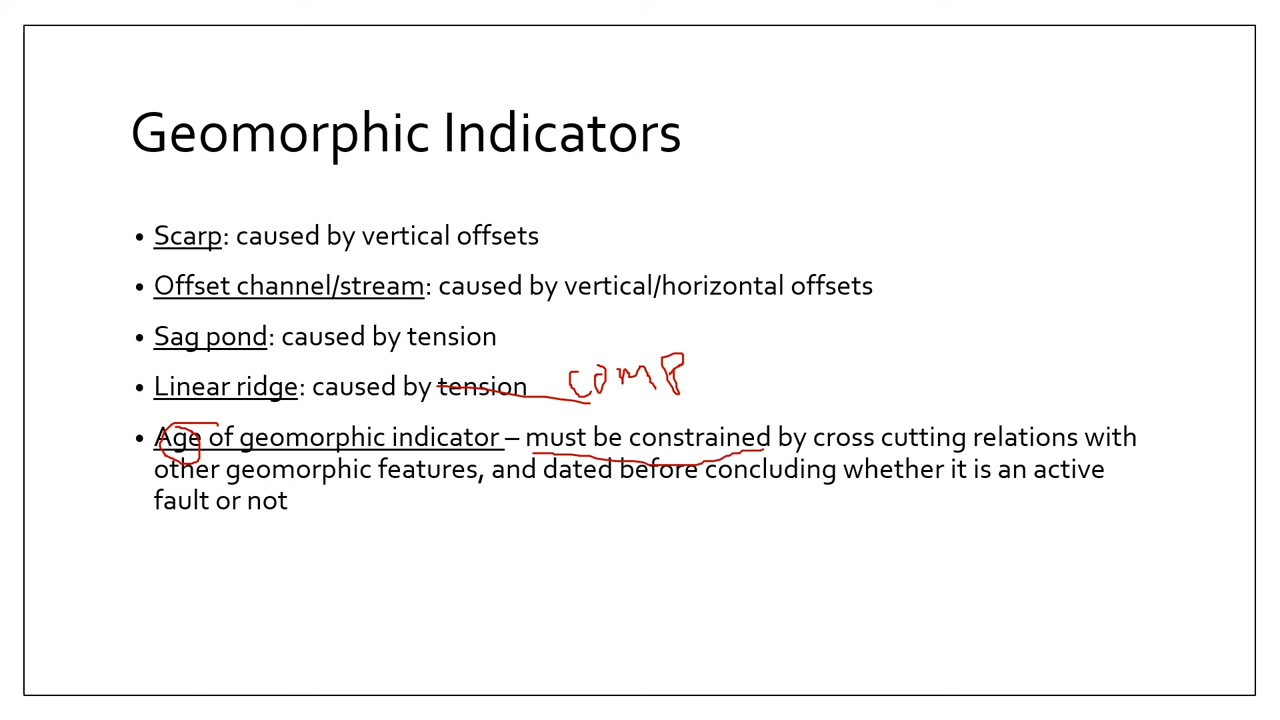 Geomorphic Indicators
• Scarp: caused by vertical offsets
• Offset channel/stream: caused by vertical/horizontal offsets
• Sag pond: caused by tension
• Linear ridge: caused by tension comp
• Age of geomorphic indicator – must be constrained by cross cutting relations with
other geomorphic features, and dated before concluding whether it is an active
fault or not